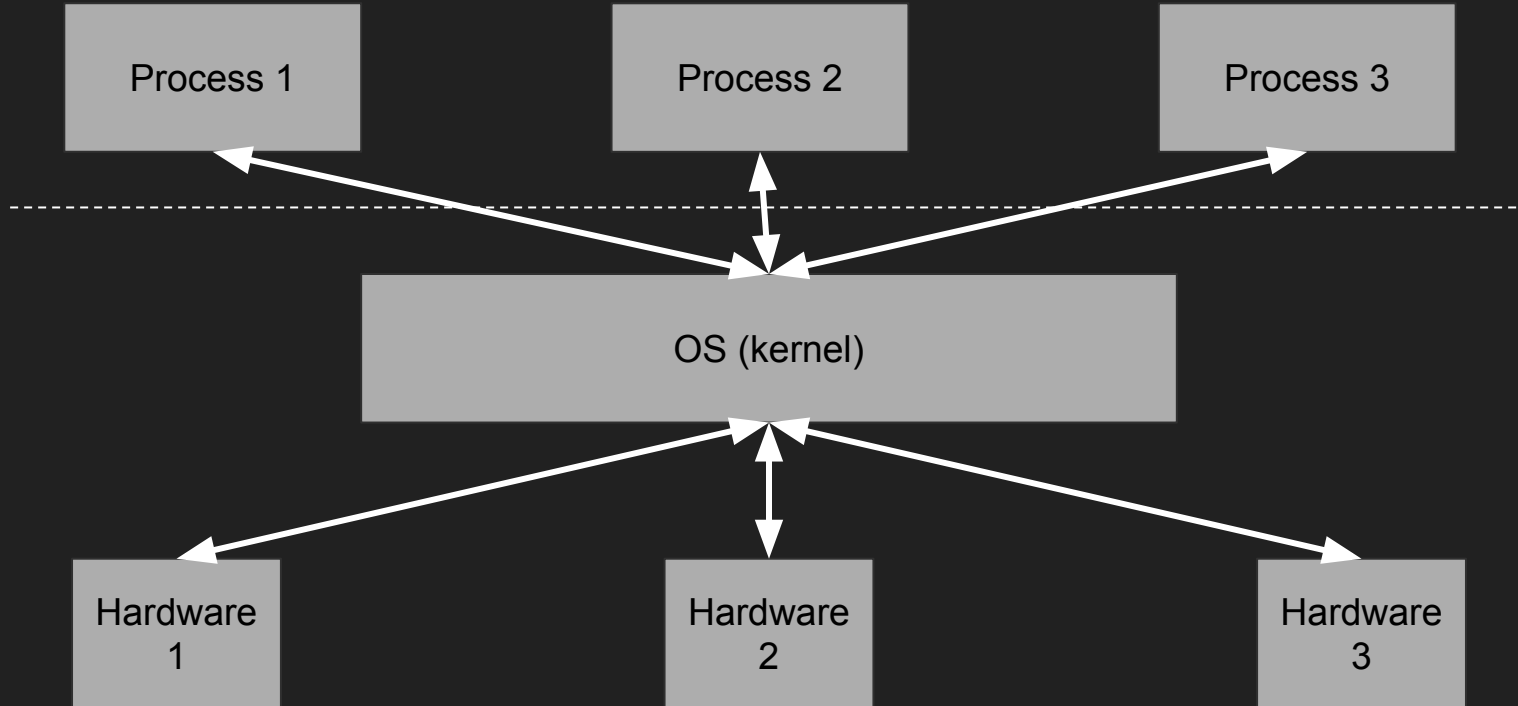 Process 1
Process 2
Process 3
OS (kernel)
Hardware
1
Hardware
2
Hardware
3